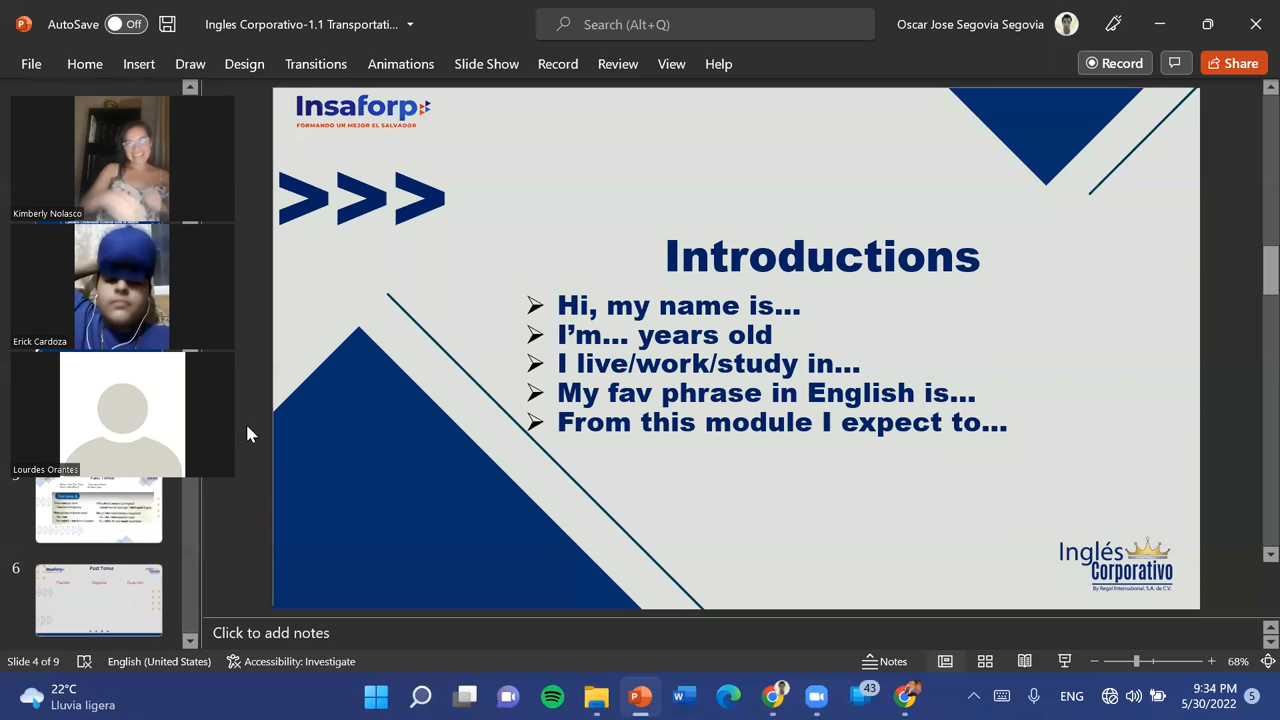 AutoSave
Off
Ingles Corporativo-1.1 Transportati...
Search (Alt+Q)
Oscar Jose Segovia Segovia
File
Home
Insert
Draw
Design
Transitions
Animations
Slide Show
Record
Review
View
Help
Record
Share
Kimberly Nolasco
Erick Cardoza
Lourdes Orantes
6
Past Tense
Insaforp
FORMANDO UN MEJOR EL SALVADOR
>>>
Introductions
Hi, my name is...
I'm... years old
I live/work/study in...
My fav phrase in English is...
From this module I expect to...
Inglés
Corporativo
By Regal International, S.A. de C.V.
Click to add notes
Slide 4 of 9
English (United States)
Accessibility: Investigate
Notes
68%
22°C
Lluvia ligera
43
ENG
9:34 PM
5/30/2022
5